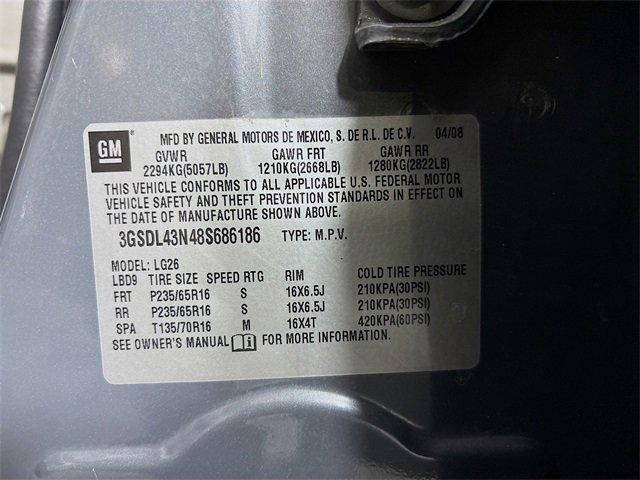 GM
MFD BY GENERAL MOTORS DE MEXICO, S. DE R.L. DE C.V. 04/08
GVWR GAWR FRT GAWR RR
2294KG(5057LB) 1210KG(2668LB) 1280KG(2822LB)
THIS VEHICLE CONFORMS TO ALL APPLICABLE U.S. FEDERAL MOTOR
VEHICLE SAFETY AND THEFT PREVENTION STANDARDS IN EFFECT ON
THE DATE OF MANUFACTURE SHOWN ABOVE.
3GSDL43N48S686186 TYPE: M.P.V.
MODEL: LG26
LBD9 TIRE SIZE SPEED RTG RIM COLD TIRE PRESSURE
FRT P235/65R16 S 16X6.5J 210KPA(30PSI)
RR P235/65R16 S 16X6.5J 210KPA(30PSI)
SPA T135/70R16 M 16X4T 420KPA(60PSI)
SEE OWNER'S MANUAL FOR MORE INFORMATION.